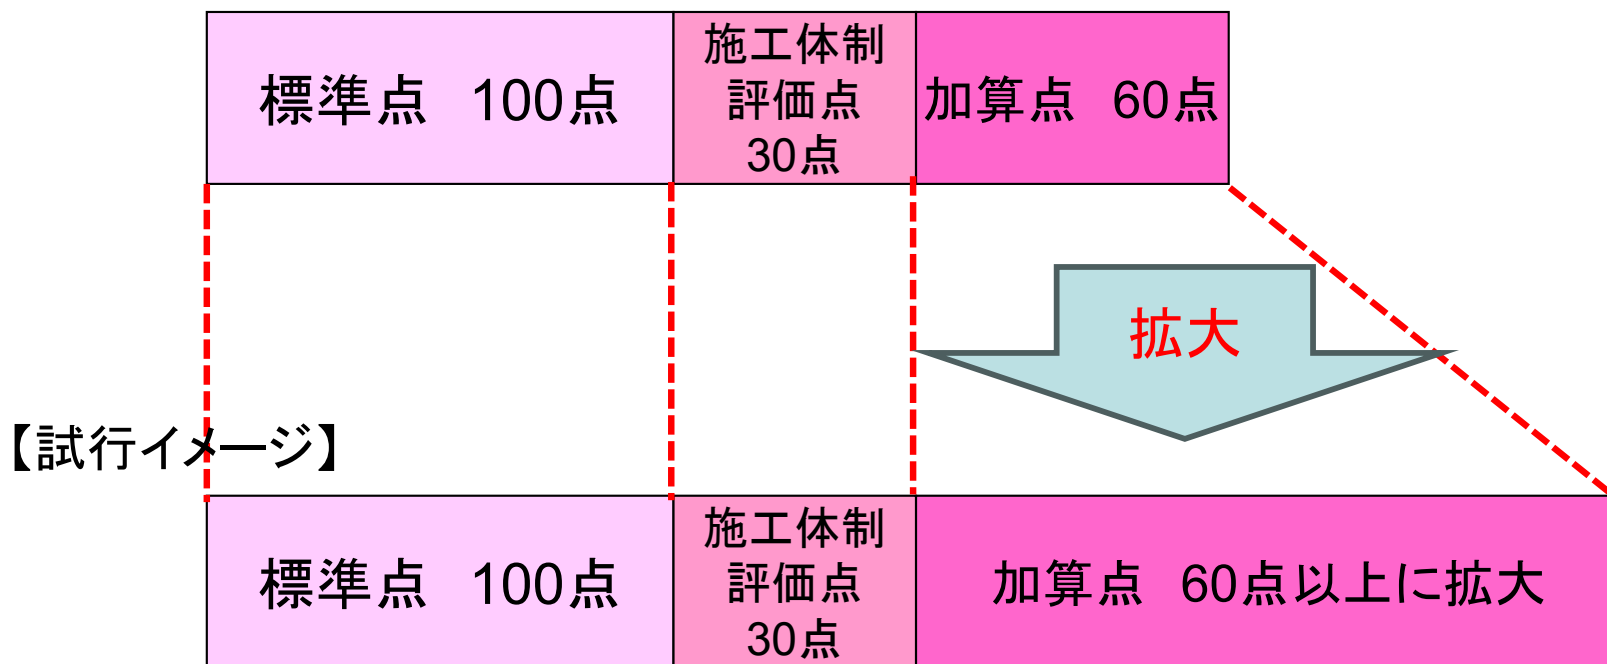 標準点　100点
施工体制
評価点
30点
加算点　60点
拡大
【試行イメージ】
標準点　100点
施工体制
評価点
30点
加算点　60点以上に拡大